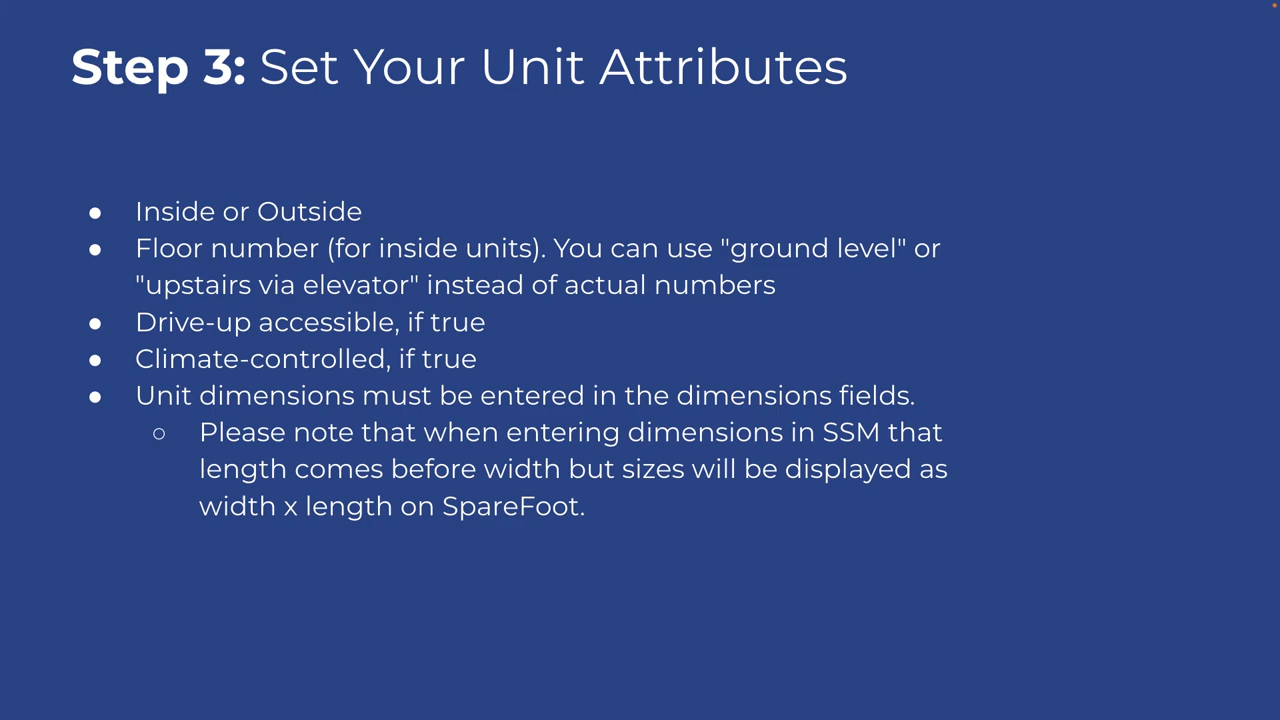 Step 3: Set Your Unit Attributes
● Inside or Outside
● Floor number (for inside units). You can use "ground level" or
"upstairs via elevator" instead of actual numbers
● Drive-up accessible, if true
● Climate-controlled, if true
● Unit dimensions must be entered in the dimensions fields.
○ Please note that when entering dimensions in SSM that
length comes before width but sizes will be displayed as
width x length on SpareFoot.